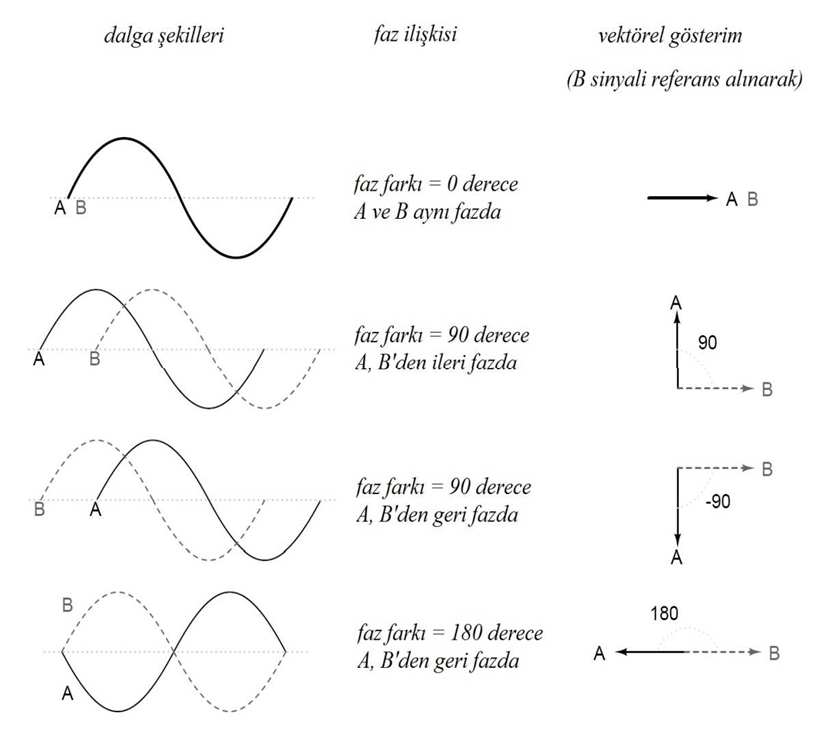 dalga şekilleri
faz ilişkisi
vektörel gösterim
(B sinyali referans alınarak)
A B
faz farkı = 0 derece
A ve B aynı fazda
A B
A
B
faz farkı = 90 derece
A, B'den ileri fazda
A
90
B
B
A
faz farkı = 90 derece
A, B'den geri fazda
B
-90
A
B
A
faz farkı = 180 derece
A, B'den geri fazda
180
A
B